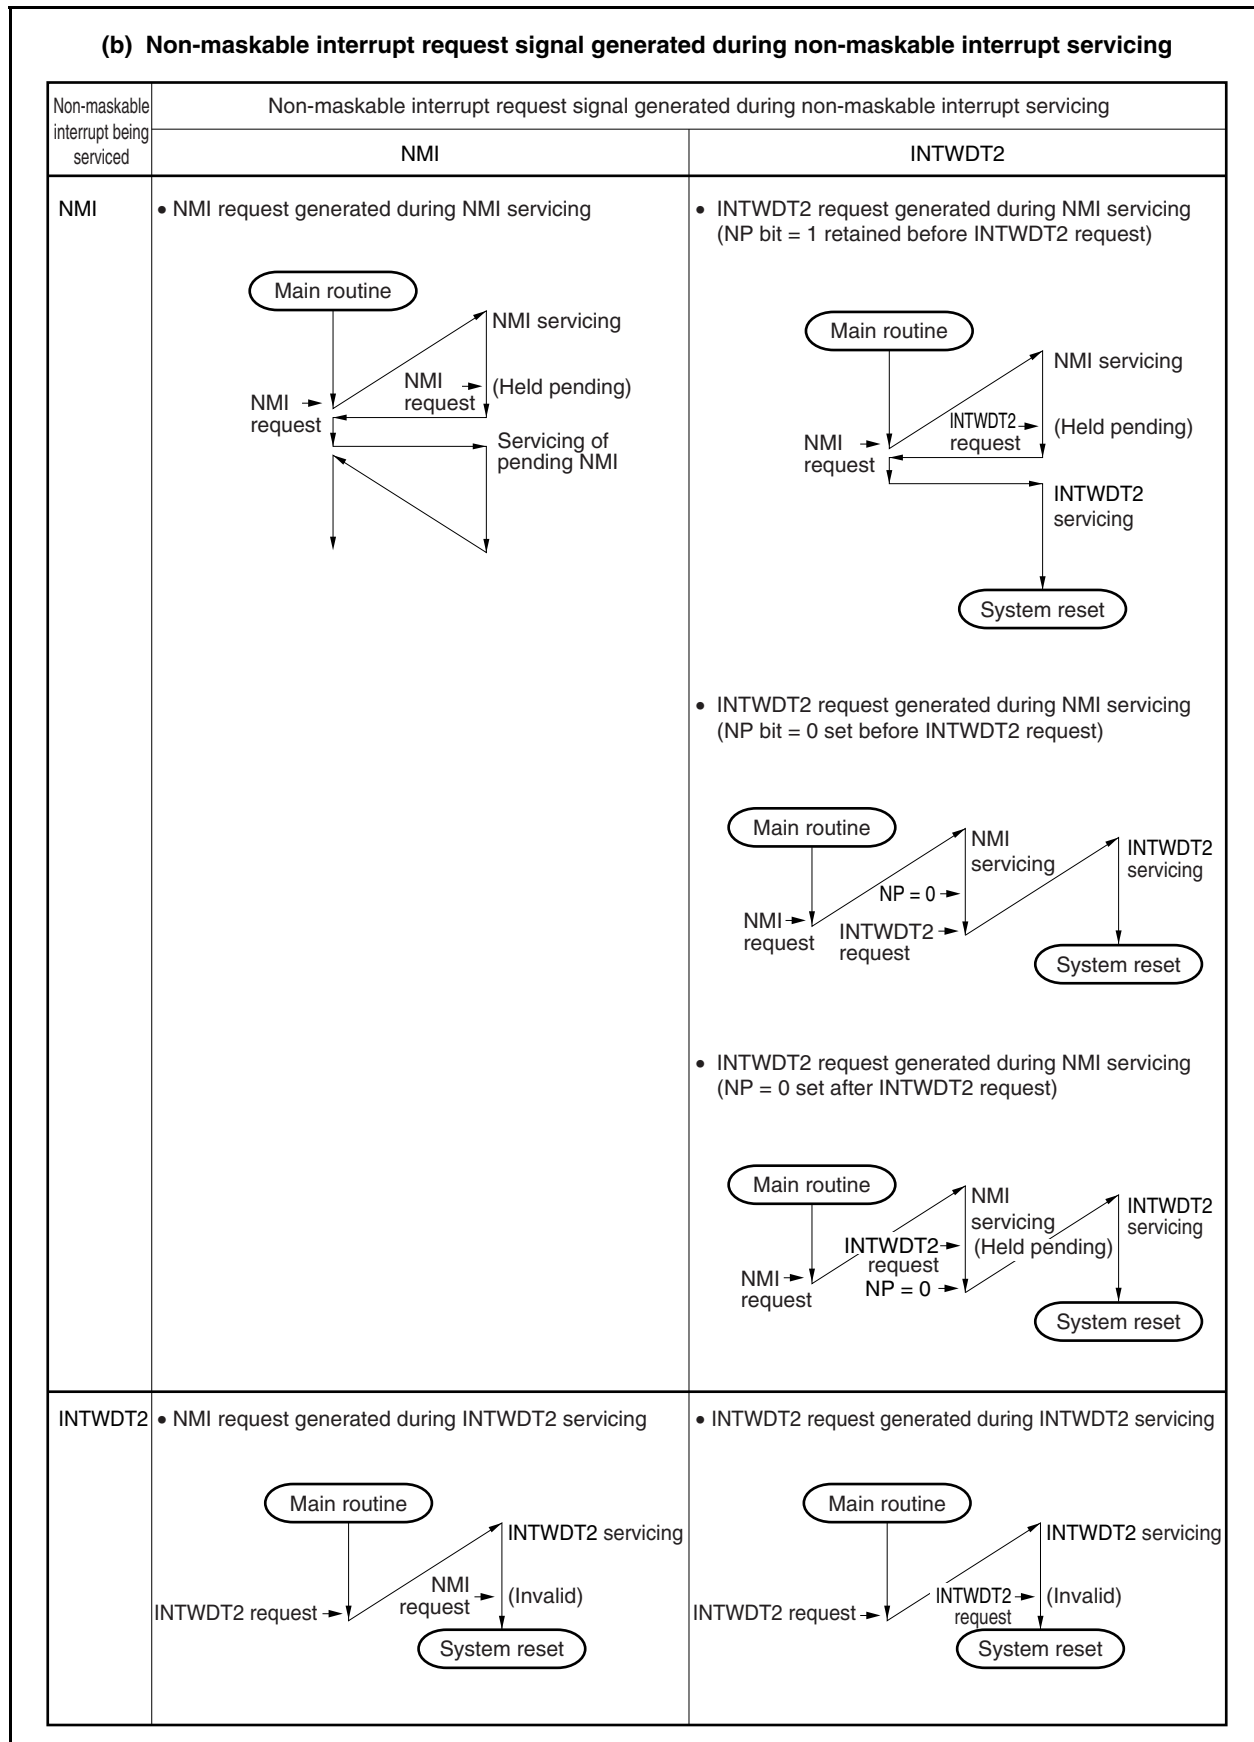 (b) Non-maskable interrupt request signal generated during non-maskable interrupt servicing
Non-maskable
interrupt being
serviced
Non-maskable interrupt request signal generated during non-maskable interrupt servicing
NMI
INTWDT2
NMI
• NMI request generated during NMI servicing
Main routine
NMI servicing
NMI
request
(Held pending)
NMI
request
Servicing of
pending NMI
• INTWDT2 request generated during NMI servicing
(NP bit = 1 retained before INTWDT2 request)
Main routine
NMI servicing
INTWDT2
request
(Held pending)
NMI
request
INTWDT2
servicing
System reset
• INTWDT2 request generated during NMI servicing
(NP bit = 0 set before INTWDT2 request)
Main routine
NMI
servicing
INTWDT2
servicing
NP = 0
NMI
request
INTWDT2
request
System reset
• INTWDT2 request generated during NMI servicing
(NP = 0 set after INTWDT2 request)
Main routine
NMI
servicing
(Held pending)
INTWDT2
servicing
INTWDT2
request
NMI
request
NP = 0
System reset
INTWDT2
• NMI request generated during INTWDT2 servicing
Main routine
INTWDT2 servicing
NMI
request
(Invalid)
INTWDT2 request
System reset
• INTWDT2 request generated during INTWDT2 servicing
Main routine
INTWDT2 servicing
INTWDT2
request
(Invalid)
INTWDT2 request
System reset